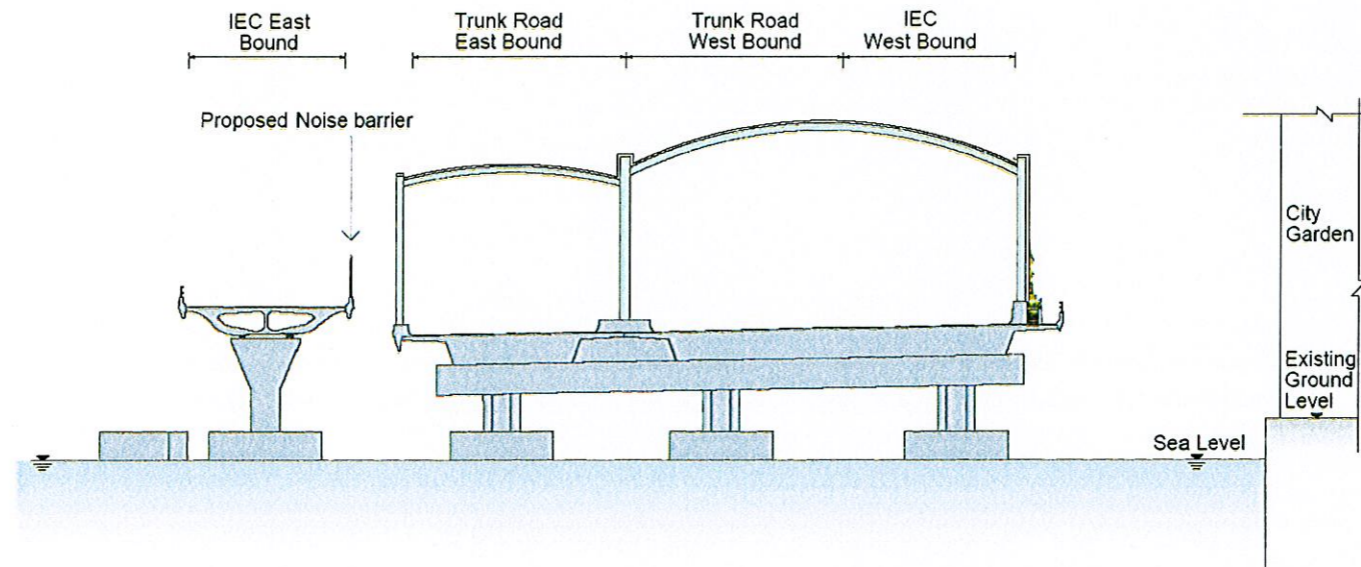 IEC East
Bound
Trunk Road
East Bound
Trunk Road
West Bound
IEC
West Bound
Proposed Noise barrier
City
Garden
Existing
Ground
Level
Sea Level